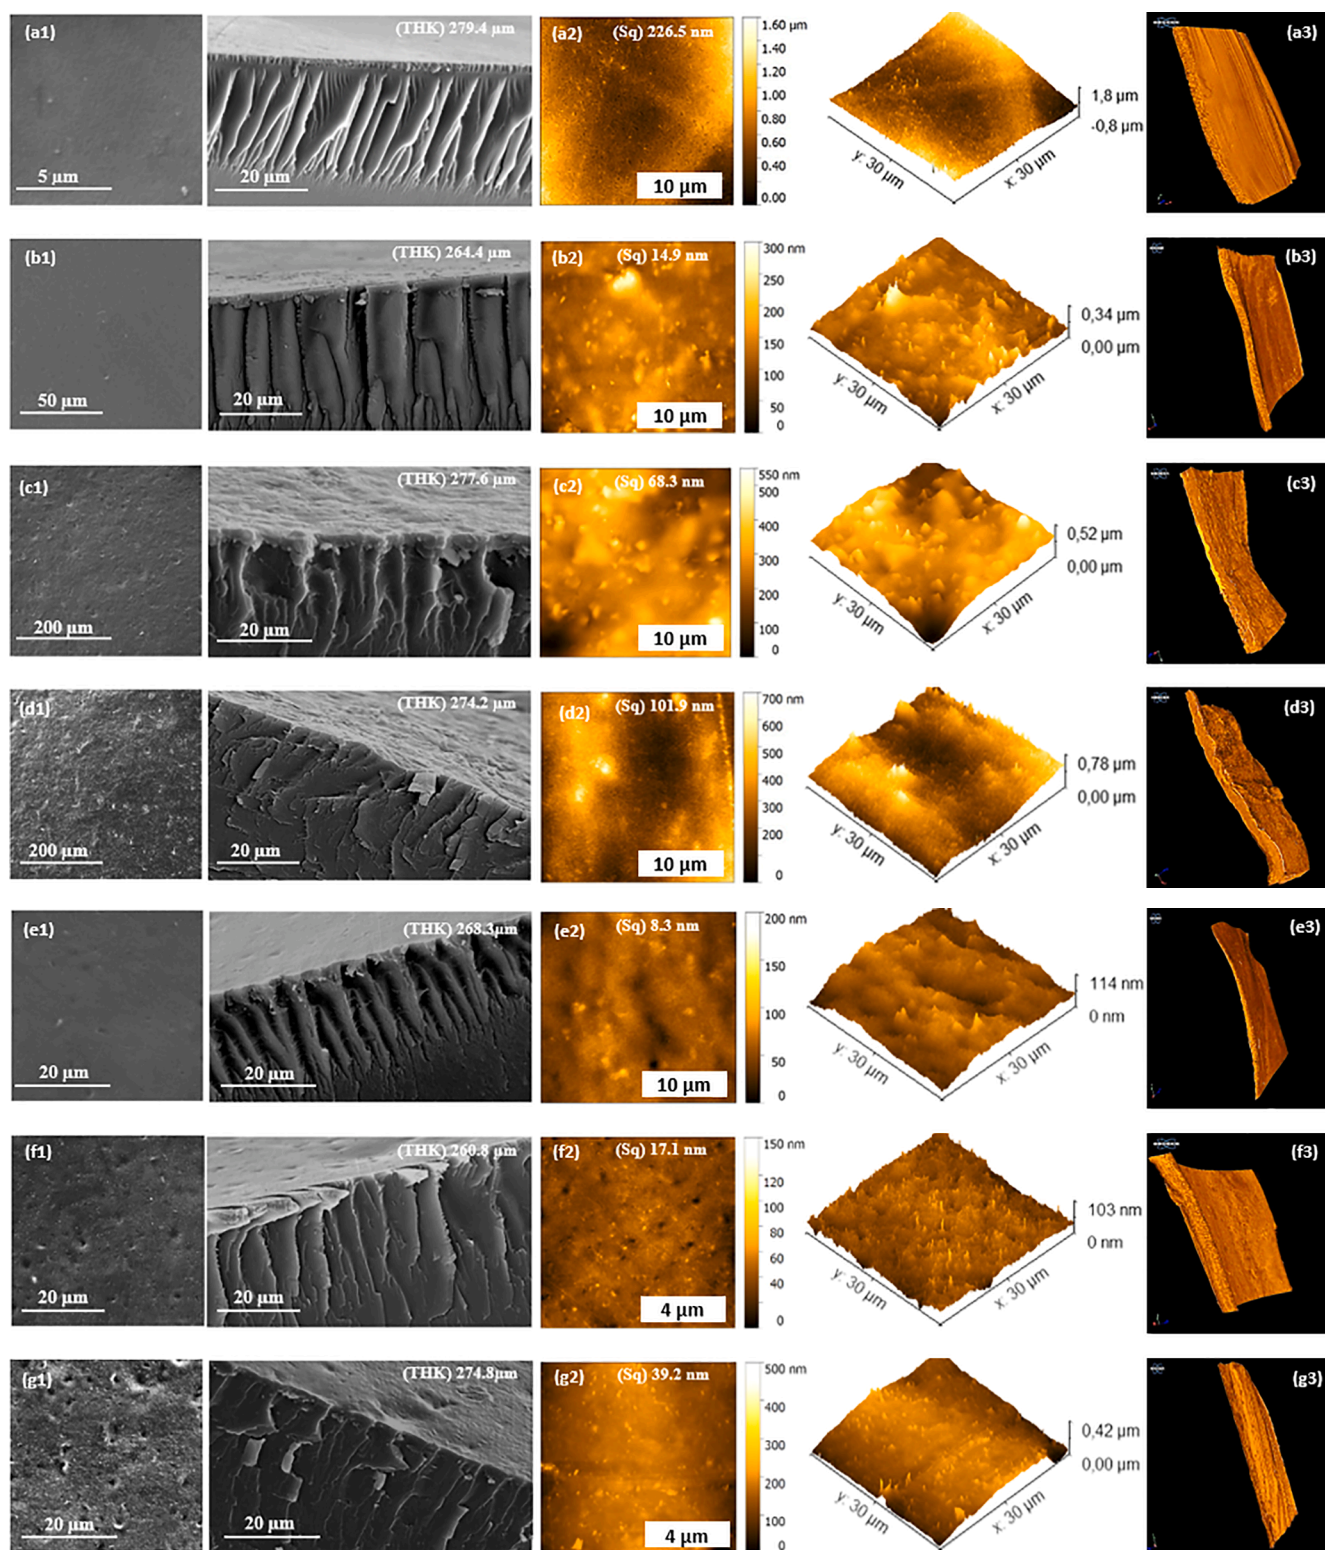 (a1)
5 µm
(THK) 279.4 µm
20 µm
(a2)
(Sq) 226.5 nm
10 µm
1.60 µm
1.40
1.20
1.00
0.80
0.60
0.40
0.00
1,8 µm
-0,8 µm
y: 30 µm
x: 30 µm
(a3)
(b1)
50 µm
(THK) 264.4 µm
20 µm
(b2)
(Sq) 14.9 nm
10 µm
300 nm
250
200
150
100
50
0
0,34 µm
0,00 µm
y: 30 µm
x: 30 µm
(b3)
(c1)
200 µm
(THK) 277.6 µm
20 µm
(c2)
(Sq) 68.3 nm
10 µm
550 nm
500
400
300
200
100
0
0,52 µm
0,00 µm
y: 30 µm
x: 30 µm
(c3)
(d1)
200 µm
(THK) 274.2 µm
20 µm
(d2)
(Sq) 101.9 nm
10 µm
700 nm
600
500
400
300
200
0
0,78 µm
0,00 µm
y: 30 µm
x: 30 µm
(d3)
(e1)
20 µm
(THK) 268.3µm
20 µm
(e2)
(Sq) 8.3 nm
10 µm
200 nm
150
100
50
0
114 nm
0 nm
y: 30 µm
x: 30 µm
(e3)
(f1)
20 µm
(THK) 260.8 µm
20 µm
(f2)
(Sq) 17.1 nm
4 µm
150 nm
120
100
80
60
40
20
0
103 nm
0 nm
y: 30 µm
x: 30 µm
(f3)
(g1)
20 µm
(THK) 274.8µm
20 µm
(g2)
(Sq) 39.2 nm
4 µm
500 nm
400
300
200
100
0
0,42 µm
0,00 µm
y: 30 µm
x: 30 µm
(g3)